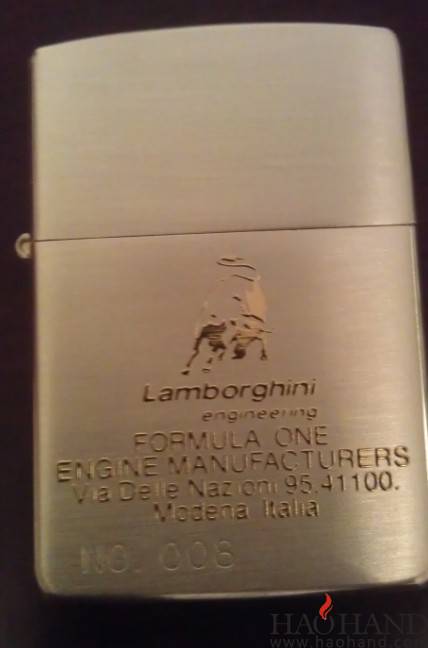 Lamborghini
engineering
FORMULA ONE
ENGINE MANUFACTURERS
Via Delle Nazioni 95.41100.
Modena Italia
NO. 008
HAOHAND
www.haohand.com